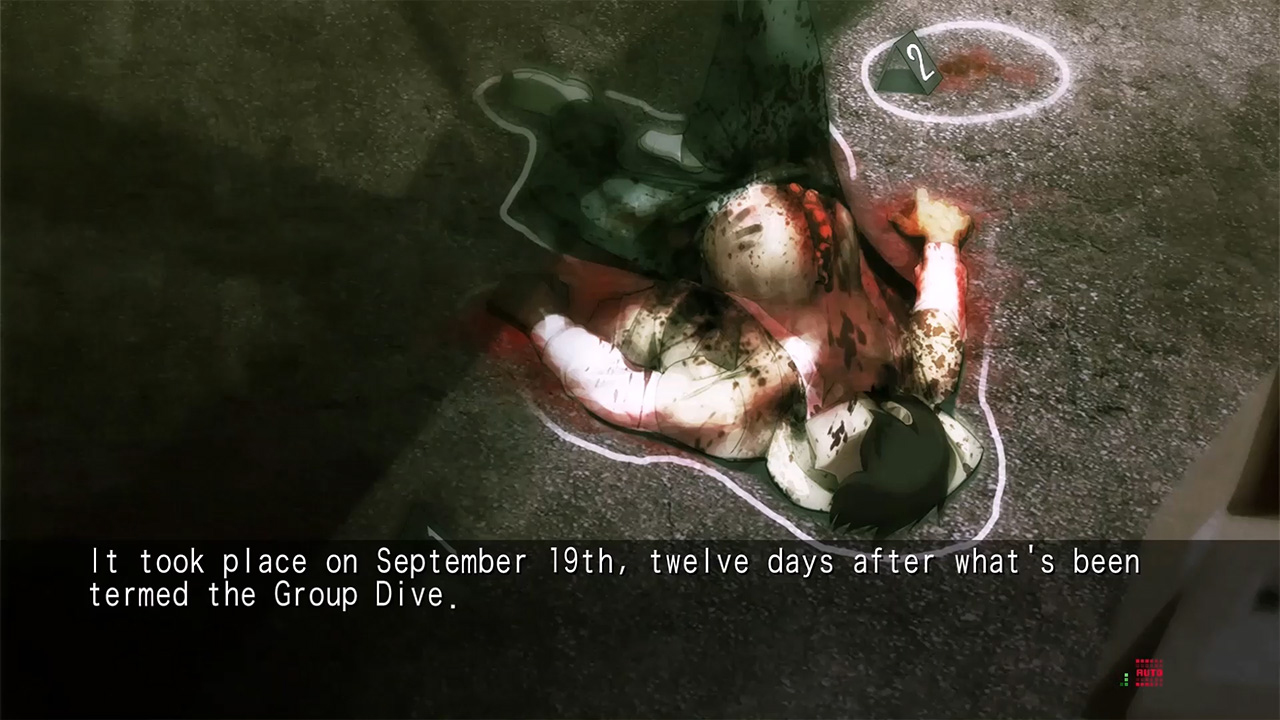 2
It took place on September 19th, twelve days after what's been
termed the Group Dive.
AUTO